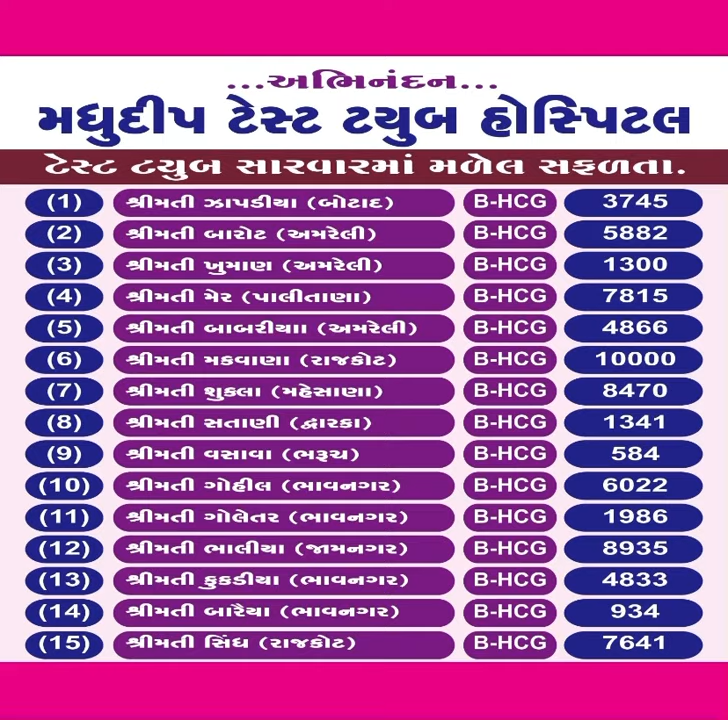 ...અભિનંદન...
મધુદીપ ટેસ્ટ ટયુબ હોસ્પિટલ
ટેસ્ટ ટયુબ સારવારમાં મળેલ સફળતા.
(1) શ્રીમતી ઝાપડીયા (બોટાદ) B-HCG 3745
(2) શ્રીમતી બારોટ (અમરેલી) B-HCG 5882
(3) શ્રીમતી ખુમાણ (અમરેલી) B-HCG 1300
(4) શ્રીમતી મેર (પાલીતાણા) B-HCG 7815
(5) શ્રીમતી બાબરીયાા (અમરેલી) B-HCG 4866
(6) શ્રીમતી મકવાણા (રાજકોટ) B-HCG 10000
(7) શ્રીમતી શુકલા (મહેસાણા) B-HCG 8470
(8) શ્રીમતી સતાણી (દ્વારકા) B-HCG 1341
(9) શ્રીમતી વસાવા (ભરૂચ) B-HCG 584
(10) શ્રીમતી ગોહીલ (ભાવનગર) B-HCG 6022
(11) શ્રીમતી ગોલેતર (ભાવનગર) B-HCG 1986
(12) શ્રીમતી ભાલીયા (જામનગર) B-HCG 8935
(13) શ્રીમતી કુકડીયા (ભાવનગર) B-HCG 4833
(14) શ્રીમતી બારૈયા (ભાવનગર) B-HCG 934
(15) શ્રીમતી સિંધ (રાજકોટ) B-HCG 7641